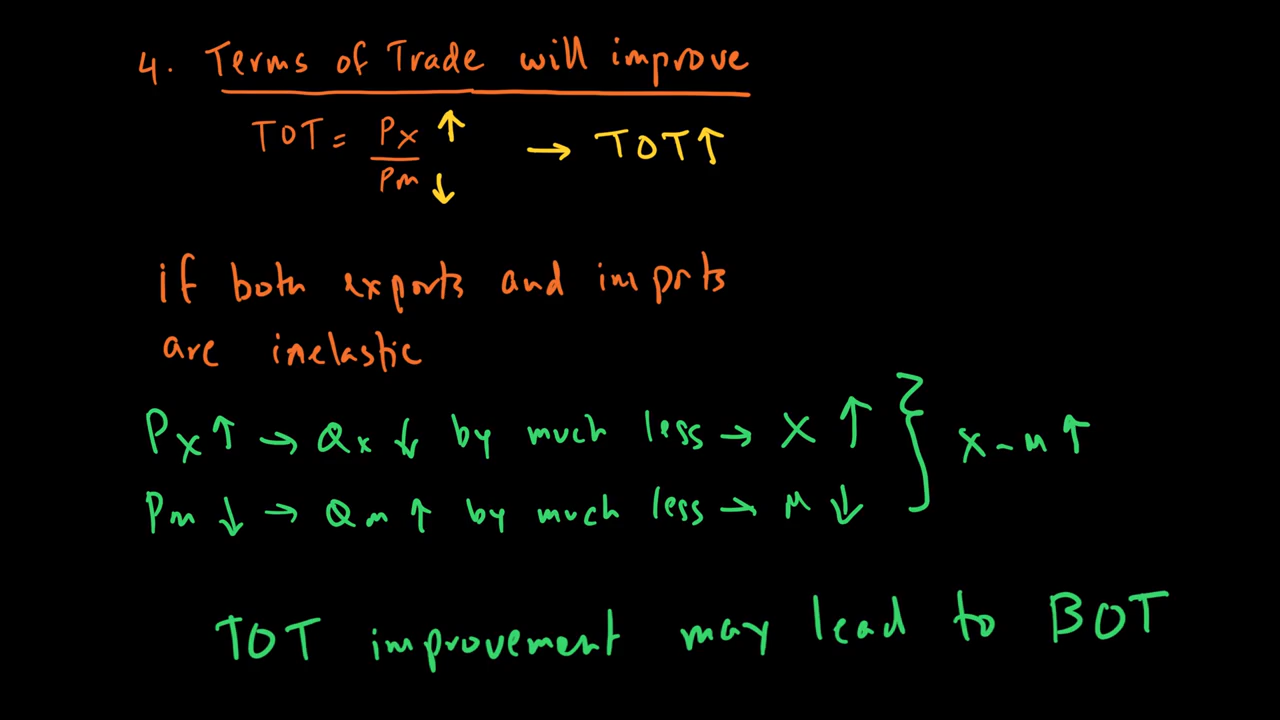 4. Terms of Trade will improve
TOT = Px/Pm ↑ ↓ → TOT↑
if both exports and imprts
are inelastic
Px↑ → Qx↓ by much less → X ↑
Pm↓ → Qm↑ by much less → M ↓
} X-M↑
TOT improvement may lead to BOT